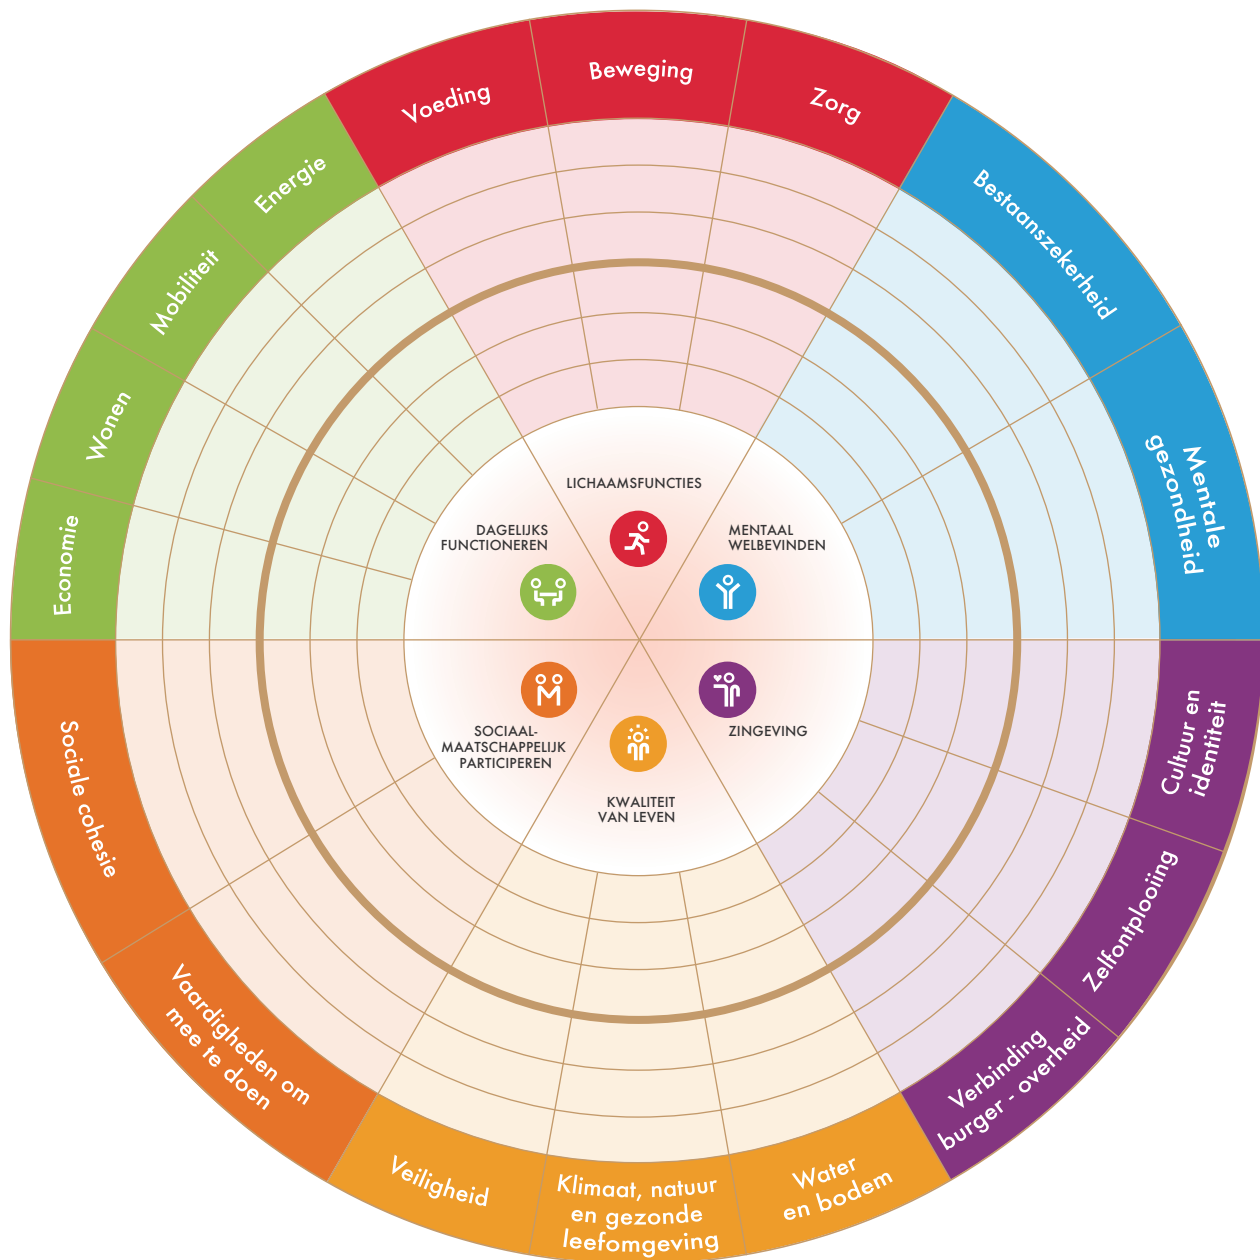 Voeding
Beweging
Zorg
Bestaanszekerheid
Mentale
gezondheid
Cultuur en
identiteit
Zelfontplooiing
Verbinding
burger - overheid
Water
en bodem
Klimaat, natuur
en gezonde
leefomgeving
Veiligheid
Vaardigheden om
mee te doen
Sociale cohesie
Economie
Wonen
Mobiliteit
Energie
LICHAAMSFUNCTIES
MENTAAL
WELBEVINDEN
ZINGEVING
KWALITEIT
VAN LEVEN
SOCIAAL-
MAATSCHAPPELIJK
PARTICIPEREN
DAGELIJKS
FUNCTIONEREN